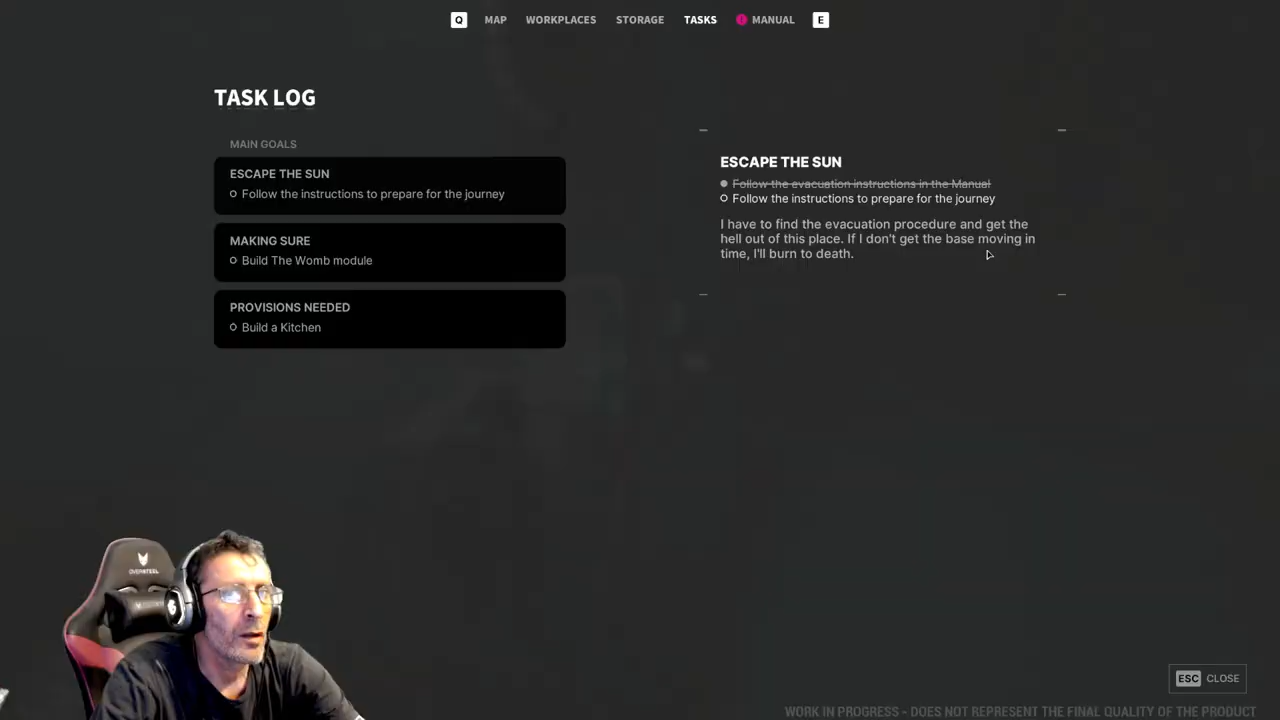 Q MAP WORKPLACES STORAGE TASKS ! MANUAL E
TASK LOG
MAIN GOALS
ESCAPE THE SUN
Follow the instructions to prepare for the journey
MAKING SURE
Build The Womb module
PROVISIONS NEEDED
Build a Kitchen
ESCAPE THE SUN
Follow the evacuation instructions in the Manual
Follow the instructions to prepare for the journey
I have to find the evacuation procedure and get the
hell out of this place. If I don't get the base moving in
time, I'll burn to death.
OVERSTEEL
ESC CLOSE
WORK IN PROGRESS - DOES NOT REPRESENT THE FINAL QUALITY OF THE PRODUCT